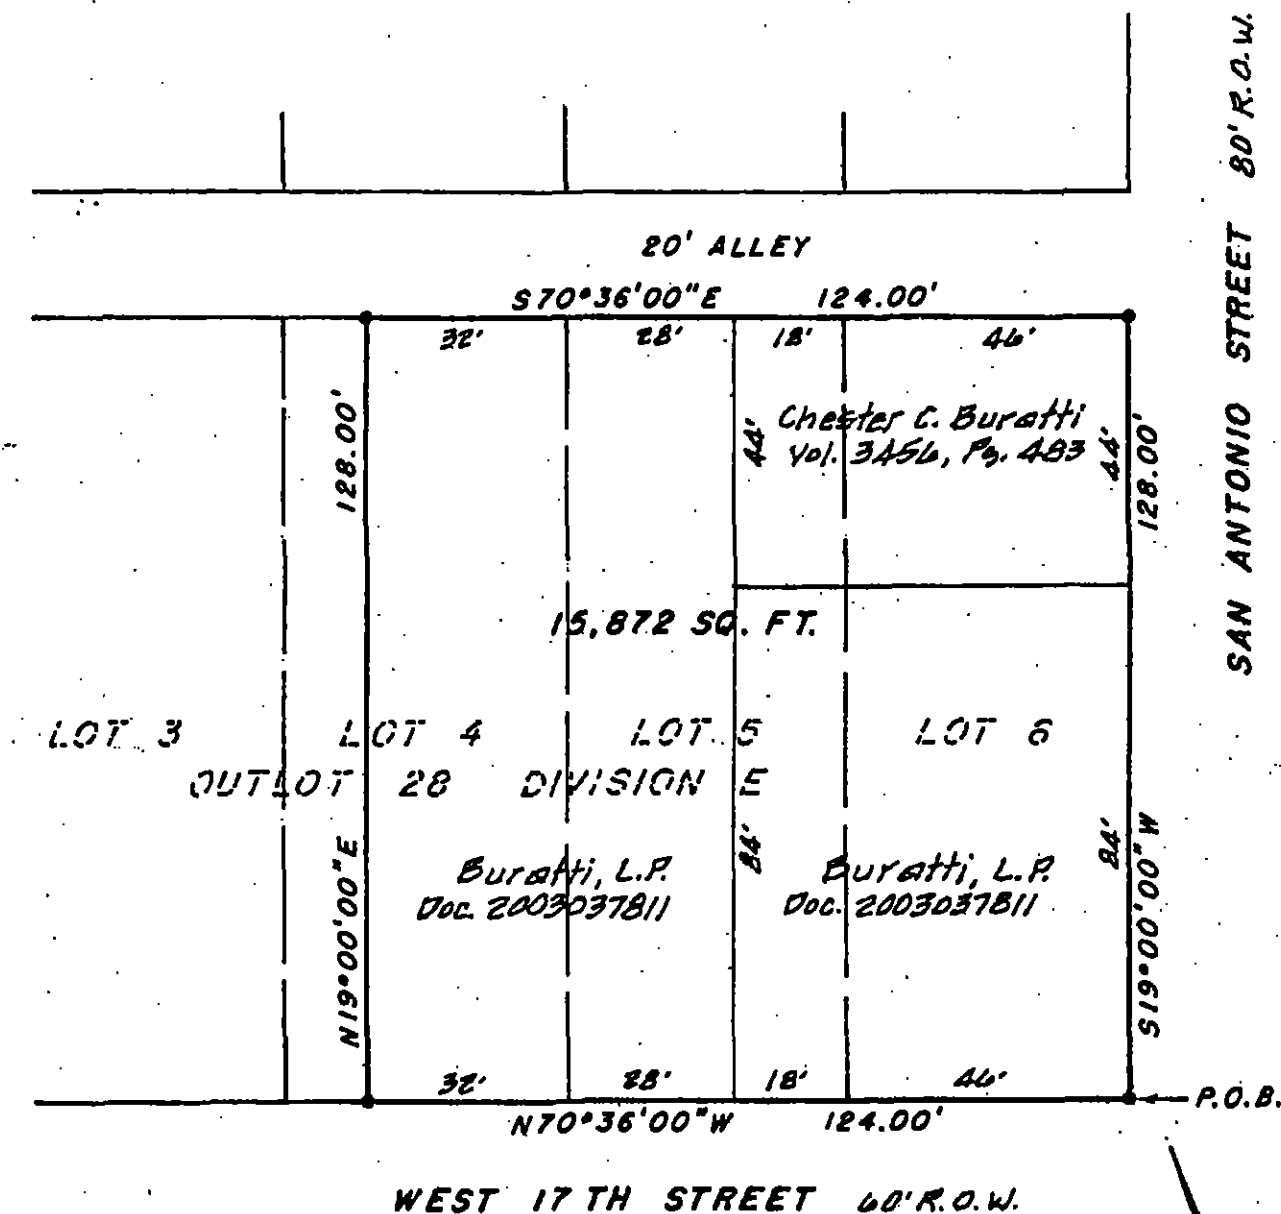 SAN ANTONIO STREET 80' R.O.W.
20' ALLEY
S70°36'00"E 124.00'
32' 28' 18' 46'
128.00'
44'
Chester C. Buratti
Vol. 3456, Pg. 483
44'
128.00'
15,872 SQ. FT.
LOT 3 LOT 4 LOT 5 LOT 6
OUTLOT 28 DIVISION E
N19°00'00"E
Buratti, L.P.
Doc. 2003037811
84'
Buratti, L.P.
Doc. 2003037811
84'
S19°00'00"W
32' 28' 18' 46'
P.O.B.
N70°36'00"W 124.00'
WEST 17TH STREET 60' R.O.W.